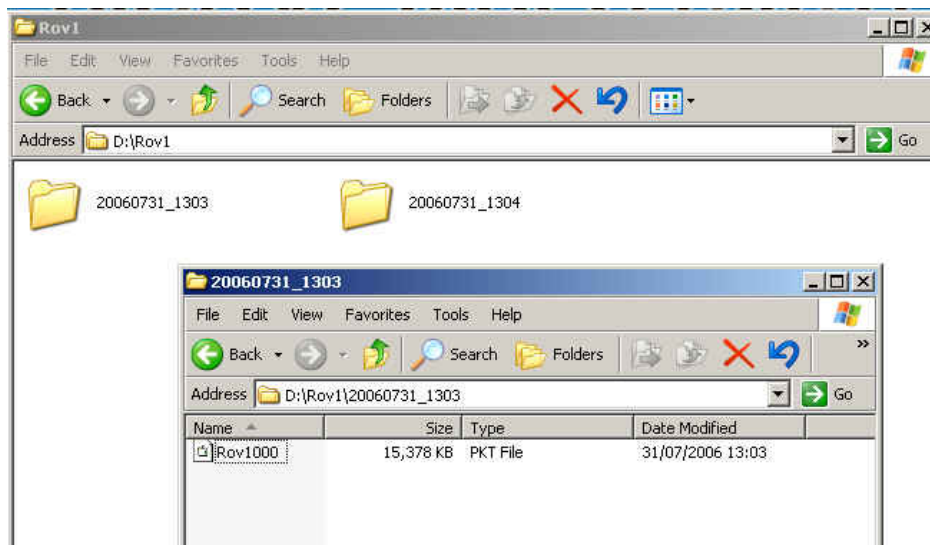 Rov1
File Edit View Favorites Tools Help
Back Search Folders
Address D:\Rov1 Go
20060731_1303 20060731_1304
20060731_1303
File Edit View Favorites Tools Help
Back Search Folders »
Address D:\Rov1\20060731_1303 Go
Name Size Type Date Modified
Rov1000 15,378 KB PKT File 31/07/2006 13:03